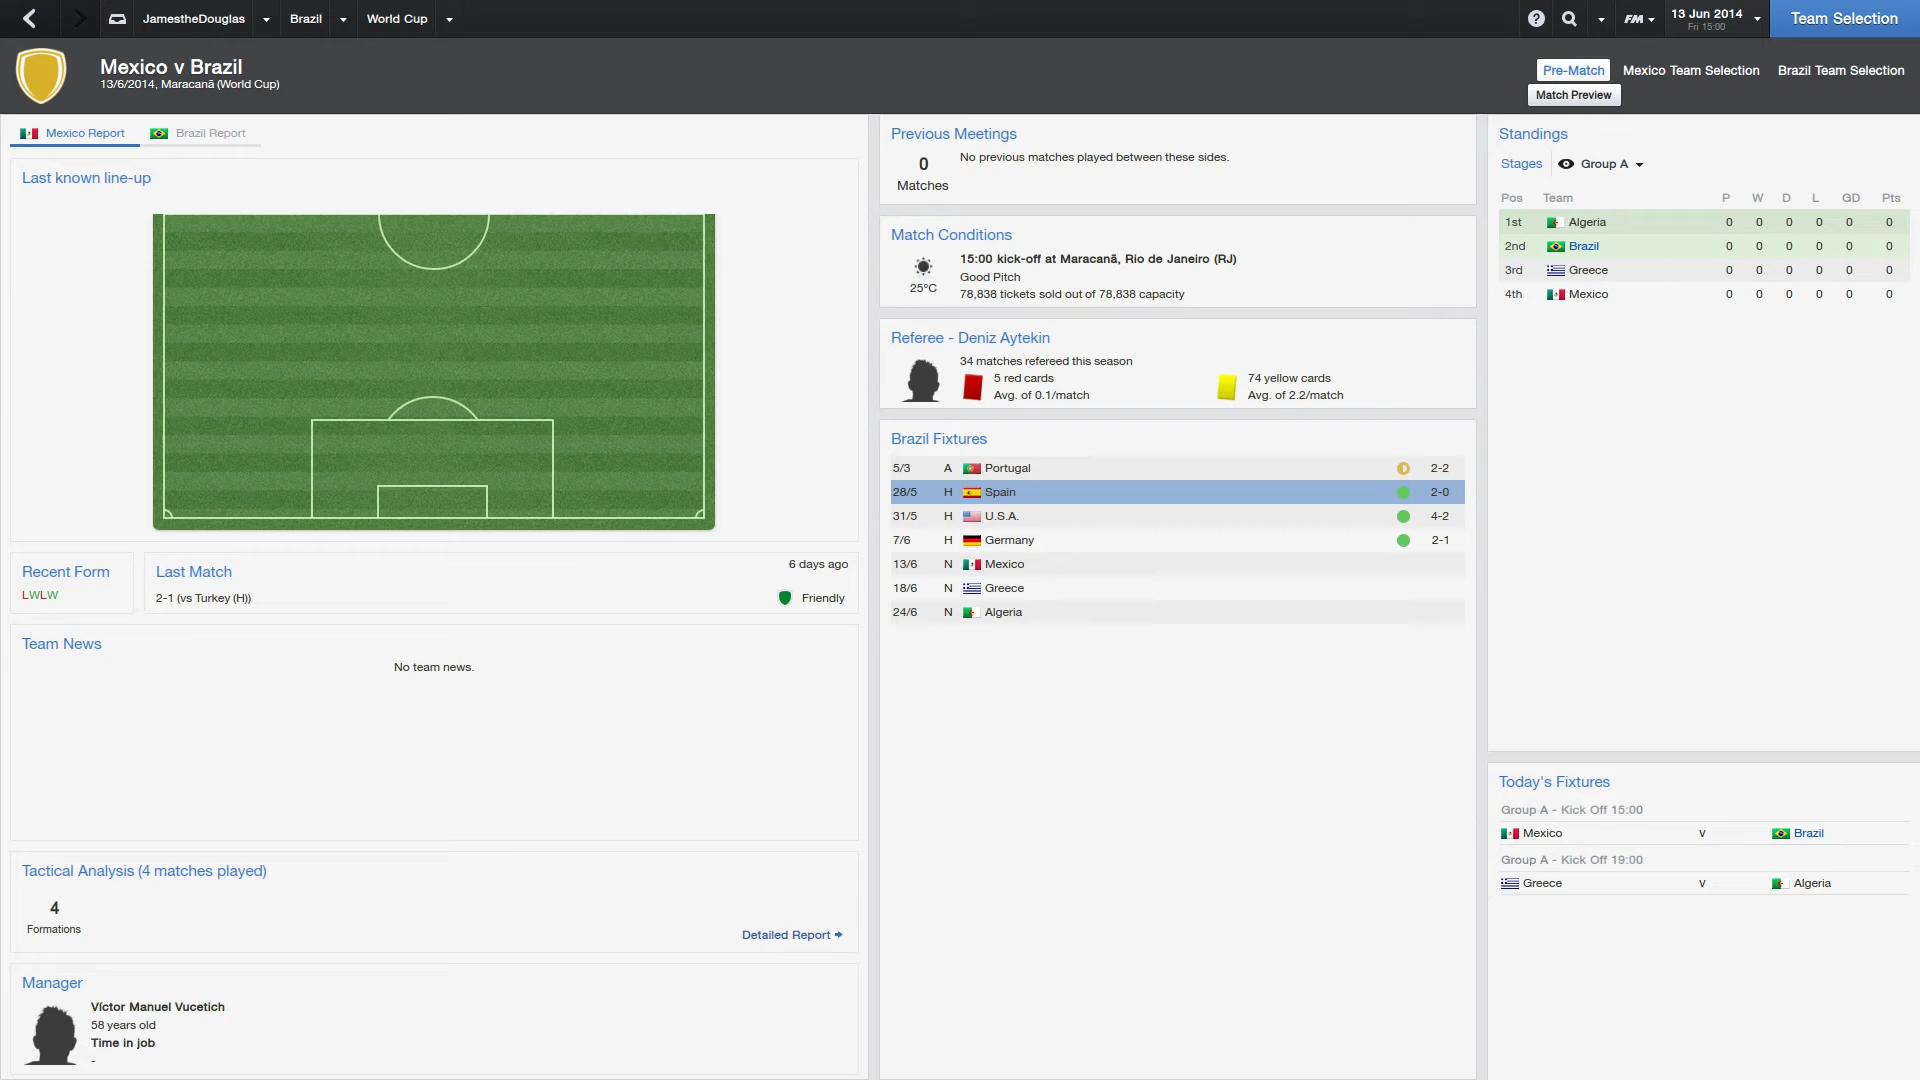 JamestheDouglas
Brazil
World Cup
FM
13 Jun 2014
Fri 15:00
Team Selection
Mexico v Brazil
13/6/2014, Maracanã (World Cup)
Pre-Match
Mexico Team Selection
Brazil Team Selection
Match Preview
Mexico Report
Brazil Report
Last known line-up
Recent Form
LWLW
Last Match
6 days ago
2-1 (vs Turkey (H))
Friendly
Team News
No team news.
Tactical Analysis (4 matches played)
4
Formations
Detailed Report
Manager
Víctor Manuel Vucetich
58 years old
Time in job
-
Previous Meetings
0
Matches
No previous matches played between these sides.
Match Conditions
25°C
15:00 kick-off at Maracanã, Rio de Janeiro (RJ)
Good Pitch
78,838 tickets sold out of 78,838 capacity
Referee - Deniz Aytekin
34 matches refereed this season
5 red cards
Avg. of 0.1/match
74 yellow cards
Avg. of 2.2/match
Brazil Fixtures
5/3 A Portugal 2-2
28/5 H Spain 2-0
31/5 H U.S.A. 4-2
7/6 H Germany 2-1
13/6 N Mexico
18/6 N Greece
24/6 N Algeria
Standings
Stages Group A
Pos Team P W D L GD Pts
1st Algeria 0 0 0 0 0 0
2nd Brazil 0 0 0 0 0 0
3rd Greece 0 0 0 0 0 0
4th Mexico 0 0 0 0 0 0
Today's Fixtures
Group A - Kick Off 15:00
Mexico v Brazil
Group A - Kick Off 19:00
Greece v Algeria